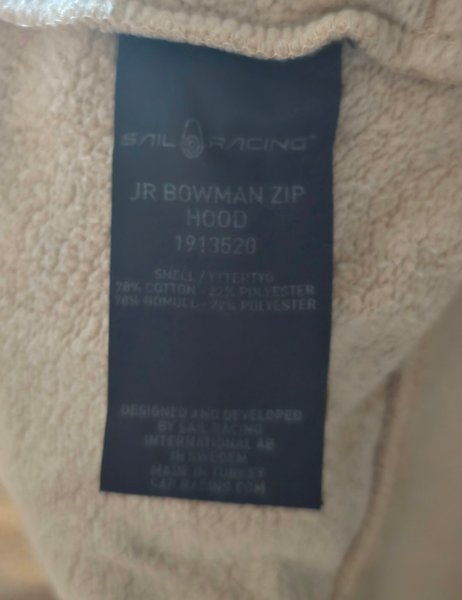 SAIL RACING
JR BOWMAN ZIP
HOOD
1913520
SHELL / YTTERTYG
78% COTTON - 22% POLYESTER
78% BOMULL - 22% POLYESTER
DESIGNED AND DEVELOPED
BY SAIL RACING
INTERNATIONAL AB
IN SWEDEN
MADE IN TURKEY
SAILRACING.COM